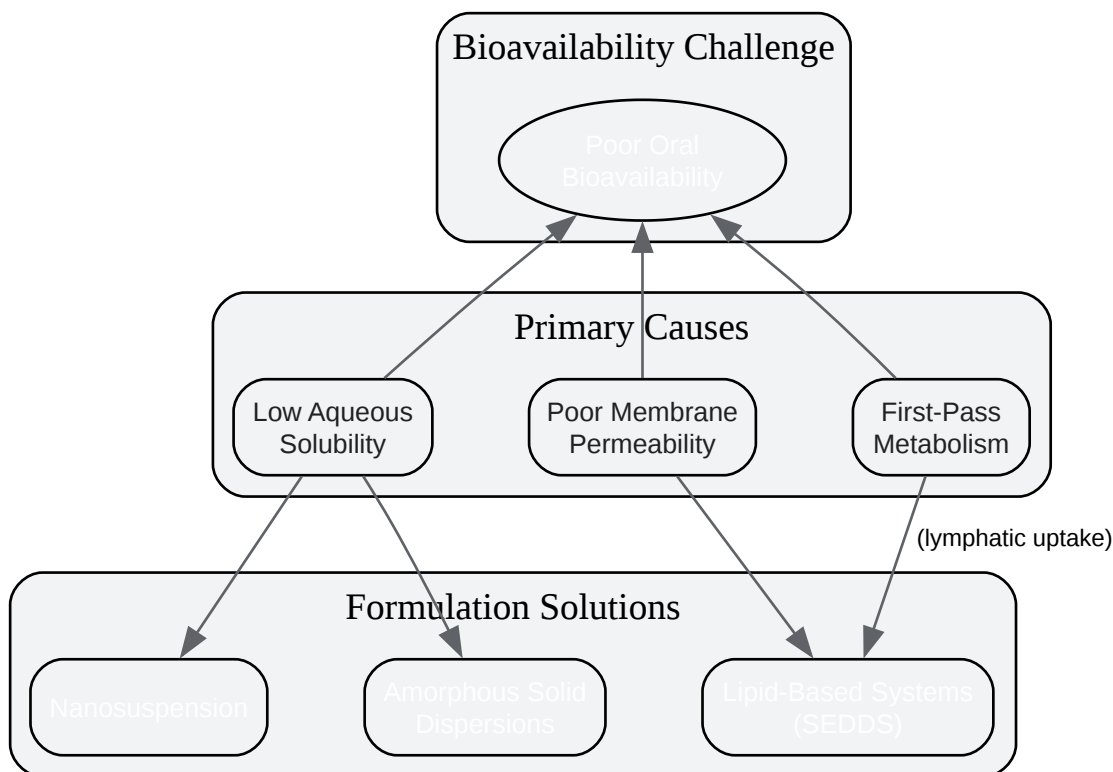 Bioavailability Challenge
Poor Oral
Bioavailability
Primary Causes
Low Aqueous
Solubility
Poor Membrane
Permeability
First-Pass
Metabolism
(lymphatic uptake)
Formulation Solutions
Nanosuspension
Amorphous Solid
Dispersions
Lipid-Based Systems
(SEDDS)